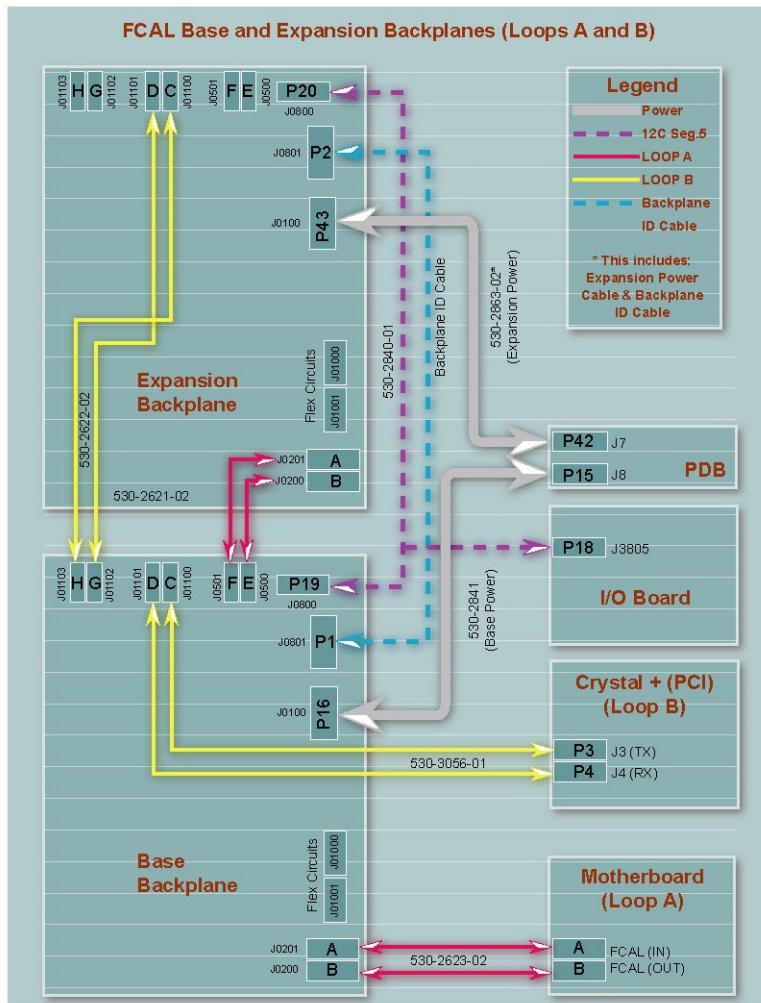 FCAL Base and Expansion Backplanes (Loops A and B)
J01103
H
G
J01102
J01101
D
C
J01100
J0501
F
E
J0500
P20
J0800
J0801
P2
J0100
P43
Legend
Power
12C Seg.5
LOOP A
LOOP B
Backplane
ID Cable
* This includes:
Expansion Power
Cable & Backplane
ID Cable
530-2840-01
Backplane ID Cable
530-2863-02*
(Expansion Power)
530-2622-02
Expansion
Backplane
Flex Circuits
J01000
J01001
J0201
A
J0200
B
530-2621-02
P42
J7
P15
J8
PDB
P18
J3805
I/O Board
J01103
H
G
J01102
J01101
D
C
J01100
J0501
F
E
J0500
P19
J0800
J0801
P1
J0100
P16
530-2841
(Base Power)
Crystal + (PCI)
(Loop B)
P3
J3 (TX)
P4
J4 (RX)
530-3056-01
Base
Backplane
Flex Circuits
J01000
J01001
J0201
A
J0200
B
530-2623-02
Motherboard
(Loop A)
A
FCAL (IN)
B
FCAL (OUT)